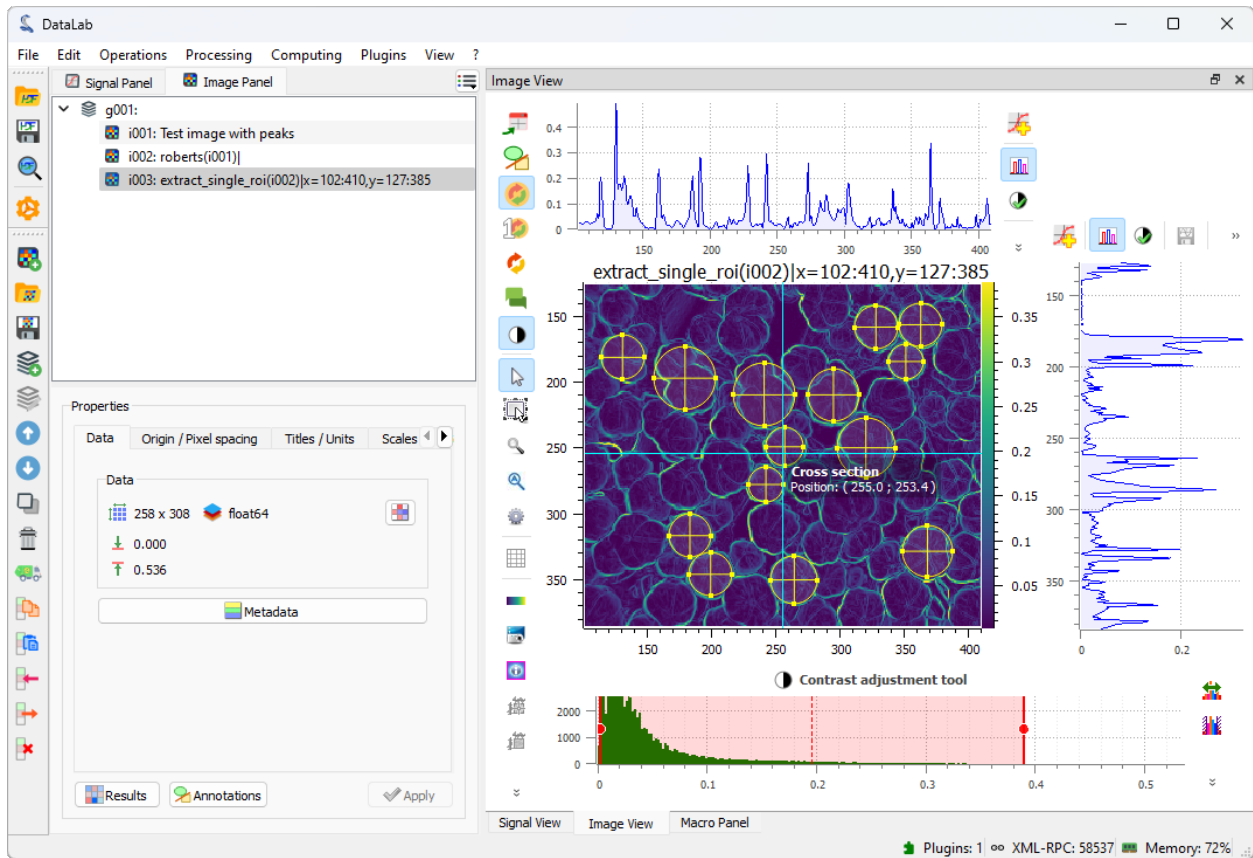 DataLab
File Edit Operations Processing Computing Plugins View ?
Signal Panel Image Panel
g001:
i001: Test image with peaks
i002: roberts(i001)|
i003: extract_single_roi(i002)|x=102:410,y=127:385
Properties
Data Origin / Pixel spacing Titles / Units Scales
Data
258 x 308 float64
0.000
0.536
Metadata
Results Annotations Apply
Image View
0.4
0.3
0.2
0.1
0
150 200 250 300 350 400
extract_single_roi(i002)|x=102:410,y=127:385
150
200
250
300
350
150 200 250 300 350 400
Cross section
Position: ( 255.0 ; 253.4 )
0.35
0.3
0.25
0.2
0.15
0.1
0.05
»
150
200
250
300
350
0 0.2
Contrast adjustment tool
2000
1000
0
0 0.1 0.2 0.3 0.4 0.5
Signal View Image View Macro Panel
Plugins: 1 XML-RPC: 58537 Memory: 72%